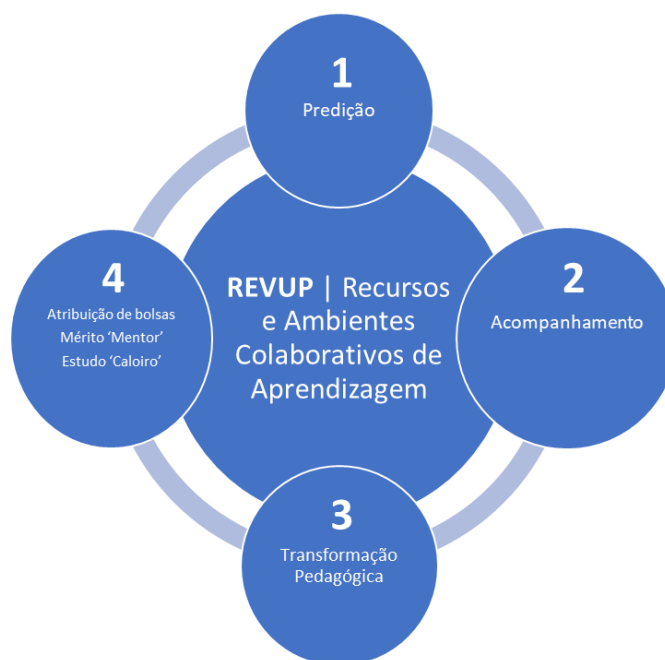 1
Predição
2
Acompanhamento
3
Transformação
Pedagógica
4
Atribuição de bolsas
Mérito ‘Mentor’
Estudo ‘Caloiro’
REVUP | Recursos
e Ambientes
Colaborativos de
Aprendizagem